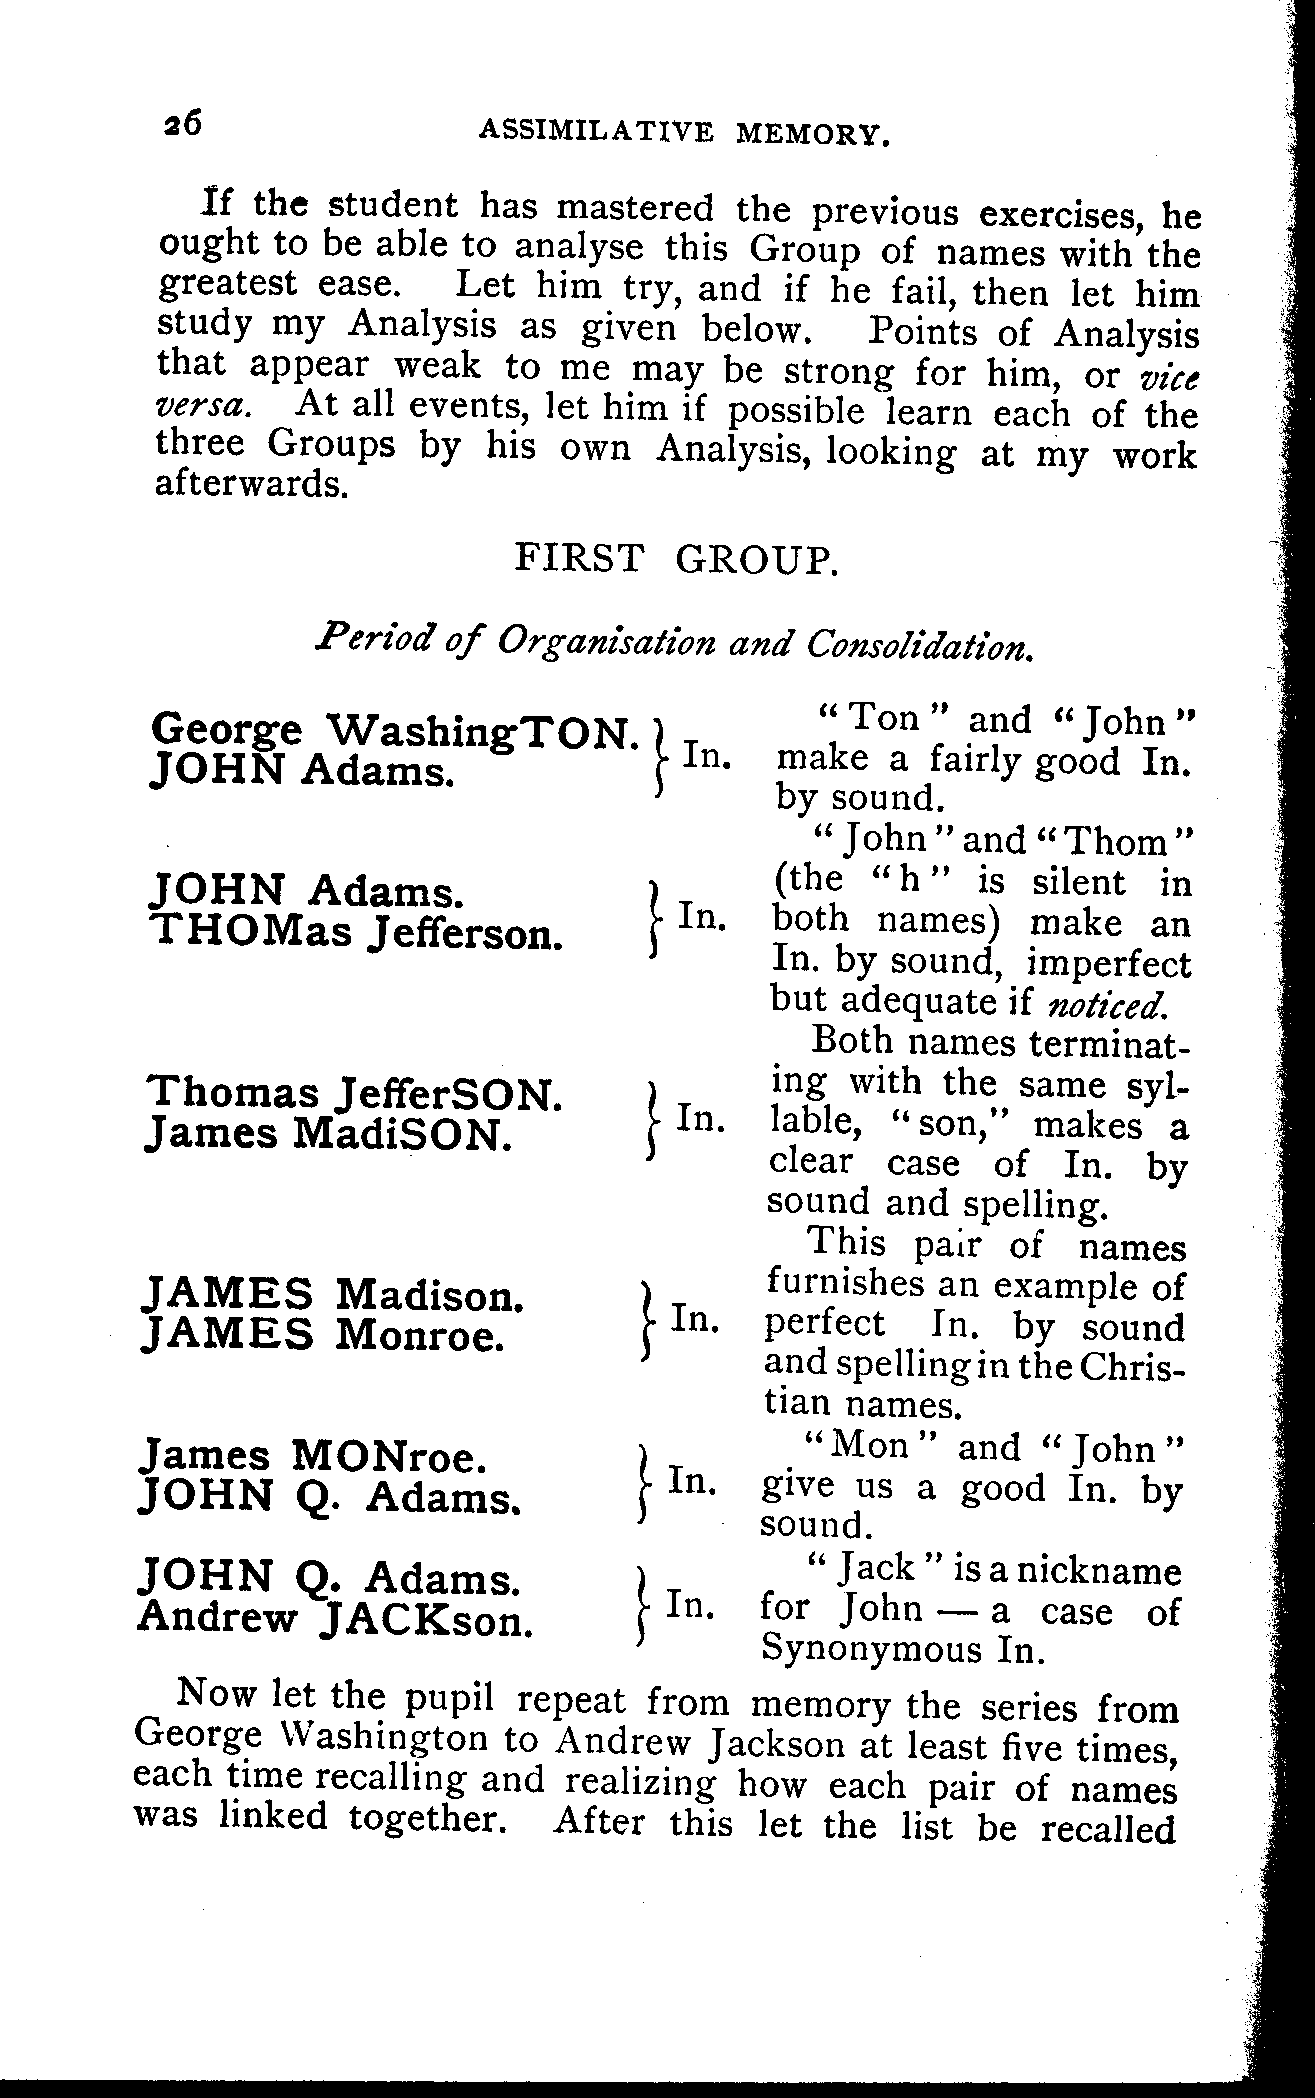 26 ASSIMILATIVE MEMORY.
If the student has mastered the previous exercises, he
ought to be able to analyse this Group of names with the
greatest ease. Let him try, and if he fail, then let him
study my Analysis as given below. Points of Analysis
that appear weak to me may be strong for him, or vice
versa. At all events, let him if possible learn each of the
three Groups by his own Analysis, looking at my work
afterwards.
FIRST GROUP.
Period of Organisation and Consolidation.
George WashingTON.
JOHN Adams.
} In.
“Ton” and “John”
make a fairly good In.
by sound.
JOHN Adams.
THOMas Jefferson.
} In.
“John” and “Thom”
(the “h” is silent in
both names) make an
In. by sound, imperfect
but adequate if noticed.
Thomas JefferSON.
James MadiSON.
} In.
Both names terminat-
ing with the same syl-
lable, “son,” makes a
clear case of In. by
sound and spelling.
JAMES Madison.
JAMES Monroe.
} In.
This pair of names
furnishes an example of
perfect In. by sound
and spelling in the Chris-
tian names.
James MONroe.
JOHN Q. Adams.
} In.
“Mon” and “John”
give us a good In. by
sound.
JOHN Q. Adams.
Andrew JACKson.
} In.
“Jack” is a nickname
for John — a case of
Synonymous In.
Now let the pupil repeat from memory the series from
George Washington to Andrew Jackson at least five times,
each time recalling and realizing how each pair of names
was linked together. After this let the list be recalled